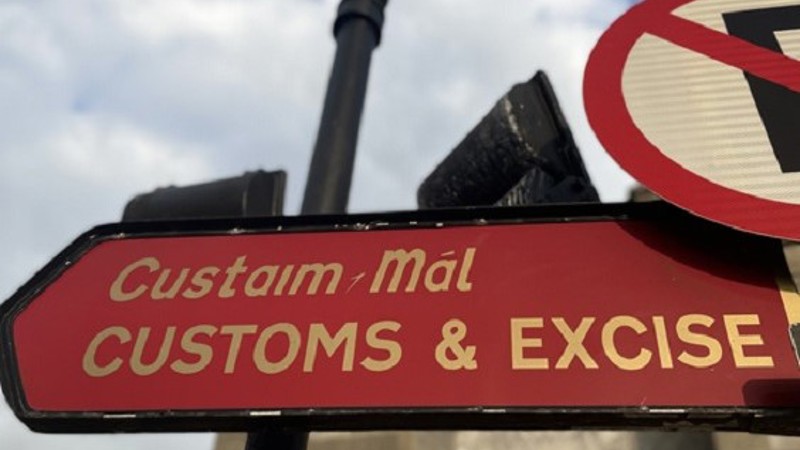 Custaim ⁊ Mál
CUSTOMS & EXCISE